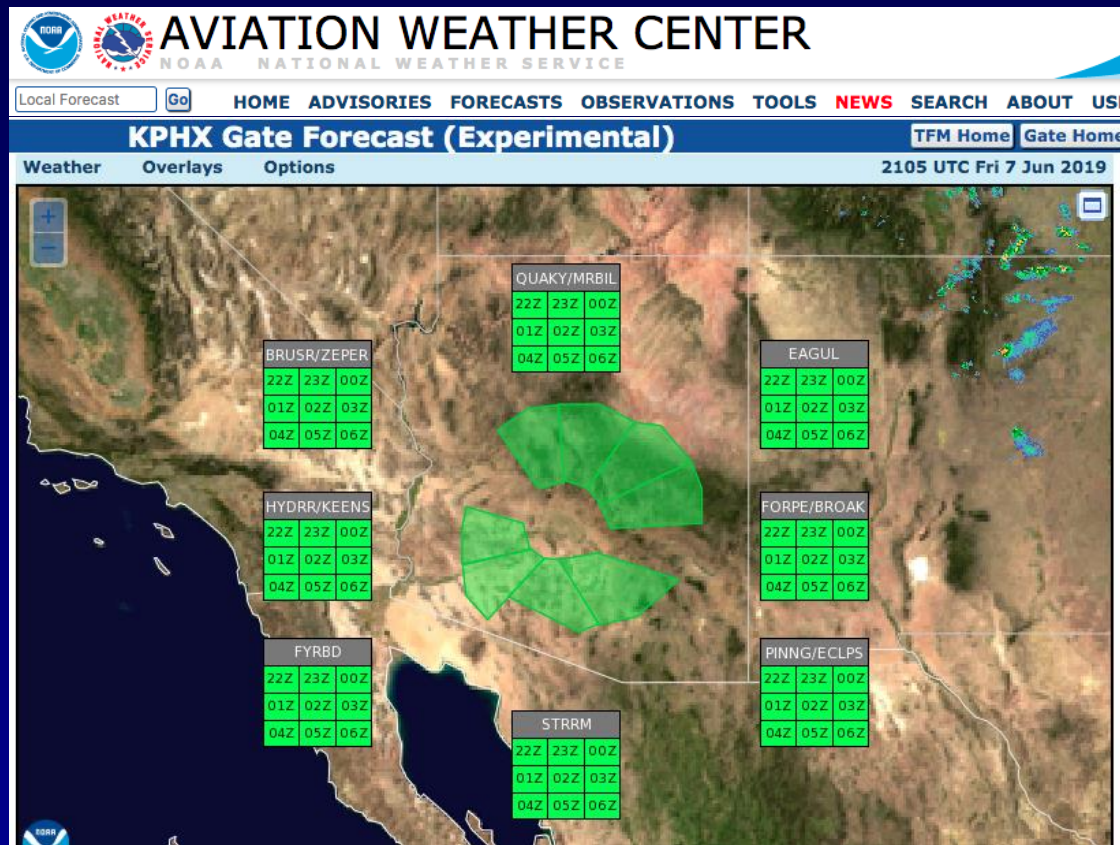 AVIATION WEATHER CENTER
NOAA NATIONAL WEATHER SERVICE
Local Forecast Go HOME ADVISORIES FORECASTS OBSERVATIONS TOOLS NEWS SEARCH ABOUT
KPHX Gate Forecast (Experimental) TFM Home Gate Home
Weather Overlays Options 2105 UTC Fri 7 Jun 2019
+
−
QUAKY/MRBIL
22Z 23Z 00Z
01Z 02Z 03Z
04Z 05Z 06Z
BRUSR/ZEPER
22Z 23Z 00Z
01Z 02Z 03Z
04Z 05Z 06Z
EAGUL
22Z 23Z 00Z
01Z 02Z 03Z
04Z 05Z 06Z
HYDRR/KEENS
22Z 23Z 00Z
01Z 02Z 03Z
04Z 05Z 06Z
FORPE/BROAK
22Z 23Z 00Z
01Z 02Z 03Z
04Z 05Z 06Z
FYRBD
22Z 23Z 00Z
01Z 02Z 03Z
04Z 05Z 06Z
PINNG/ECLPS
22Z 23Z 00Z
01Z 02Z 03Z
04Z 05Z 06Z
STRRM
22Z 23Z 00Z
01Z 02Z 03Z
04Z 05Z 06Z
NOAA